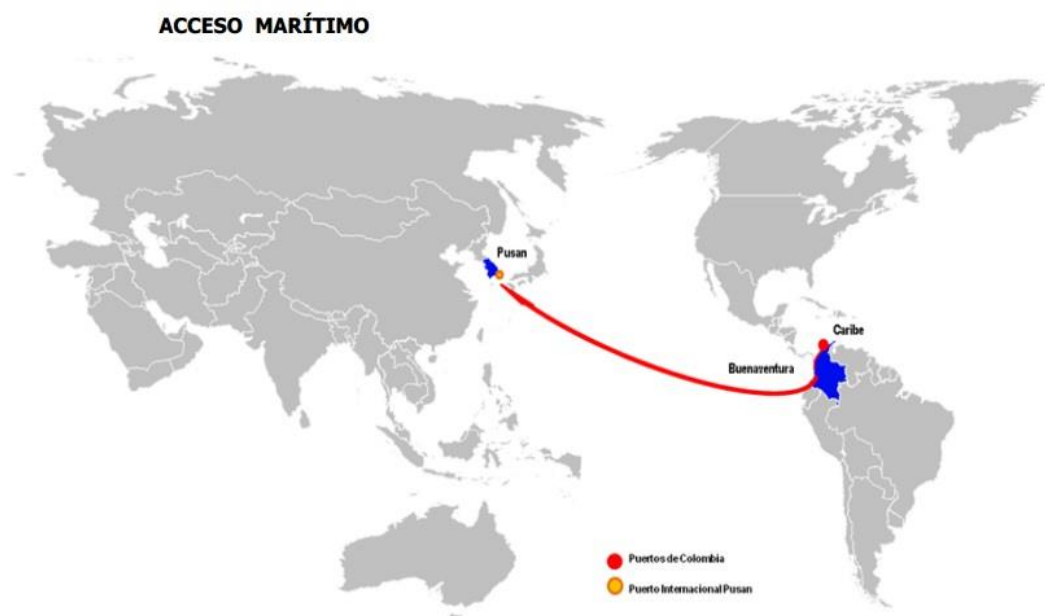 ACCESO MARÍTIMO
Pusan
Caribe
Buenaventura
Puertos de Colombia
Puerto Internacional Pusan